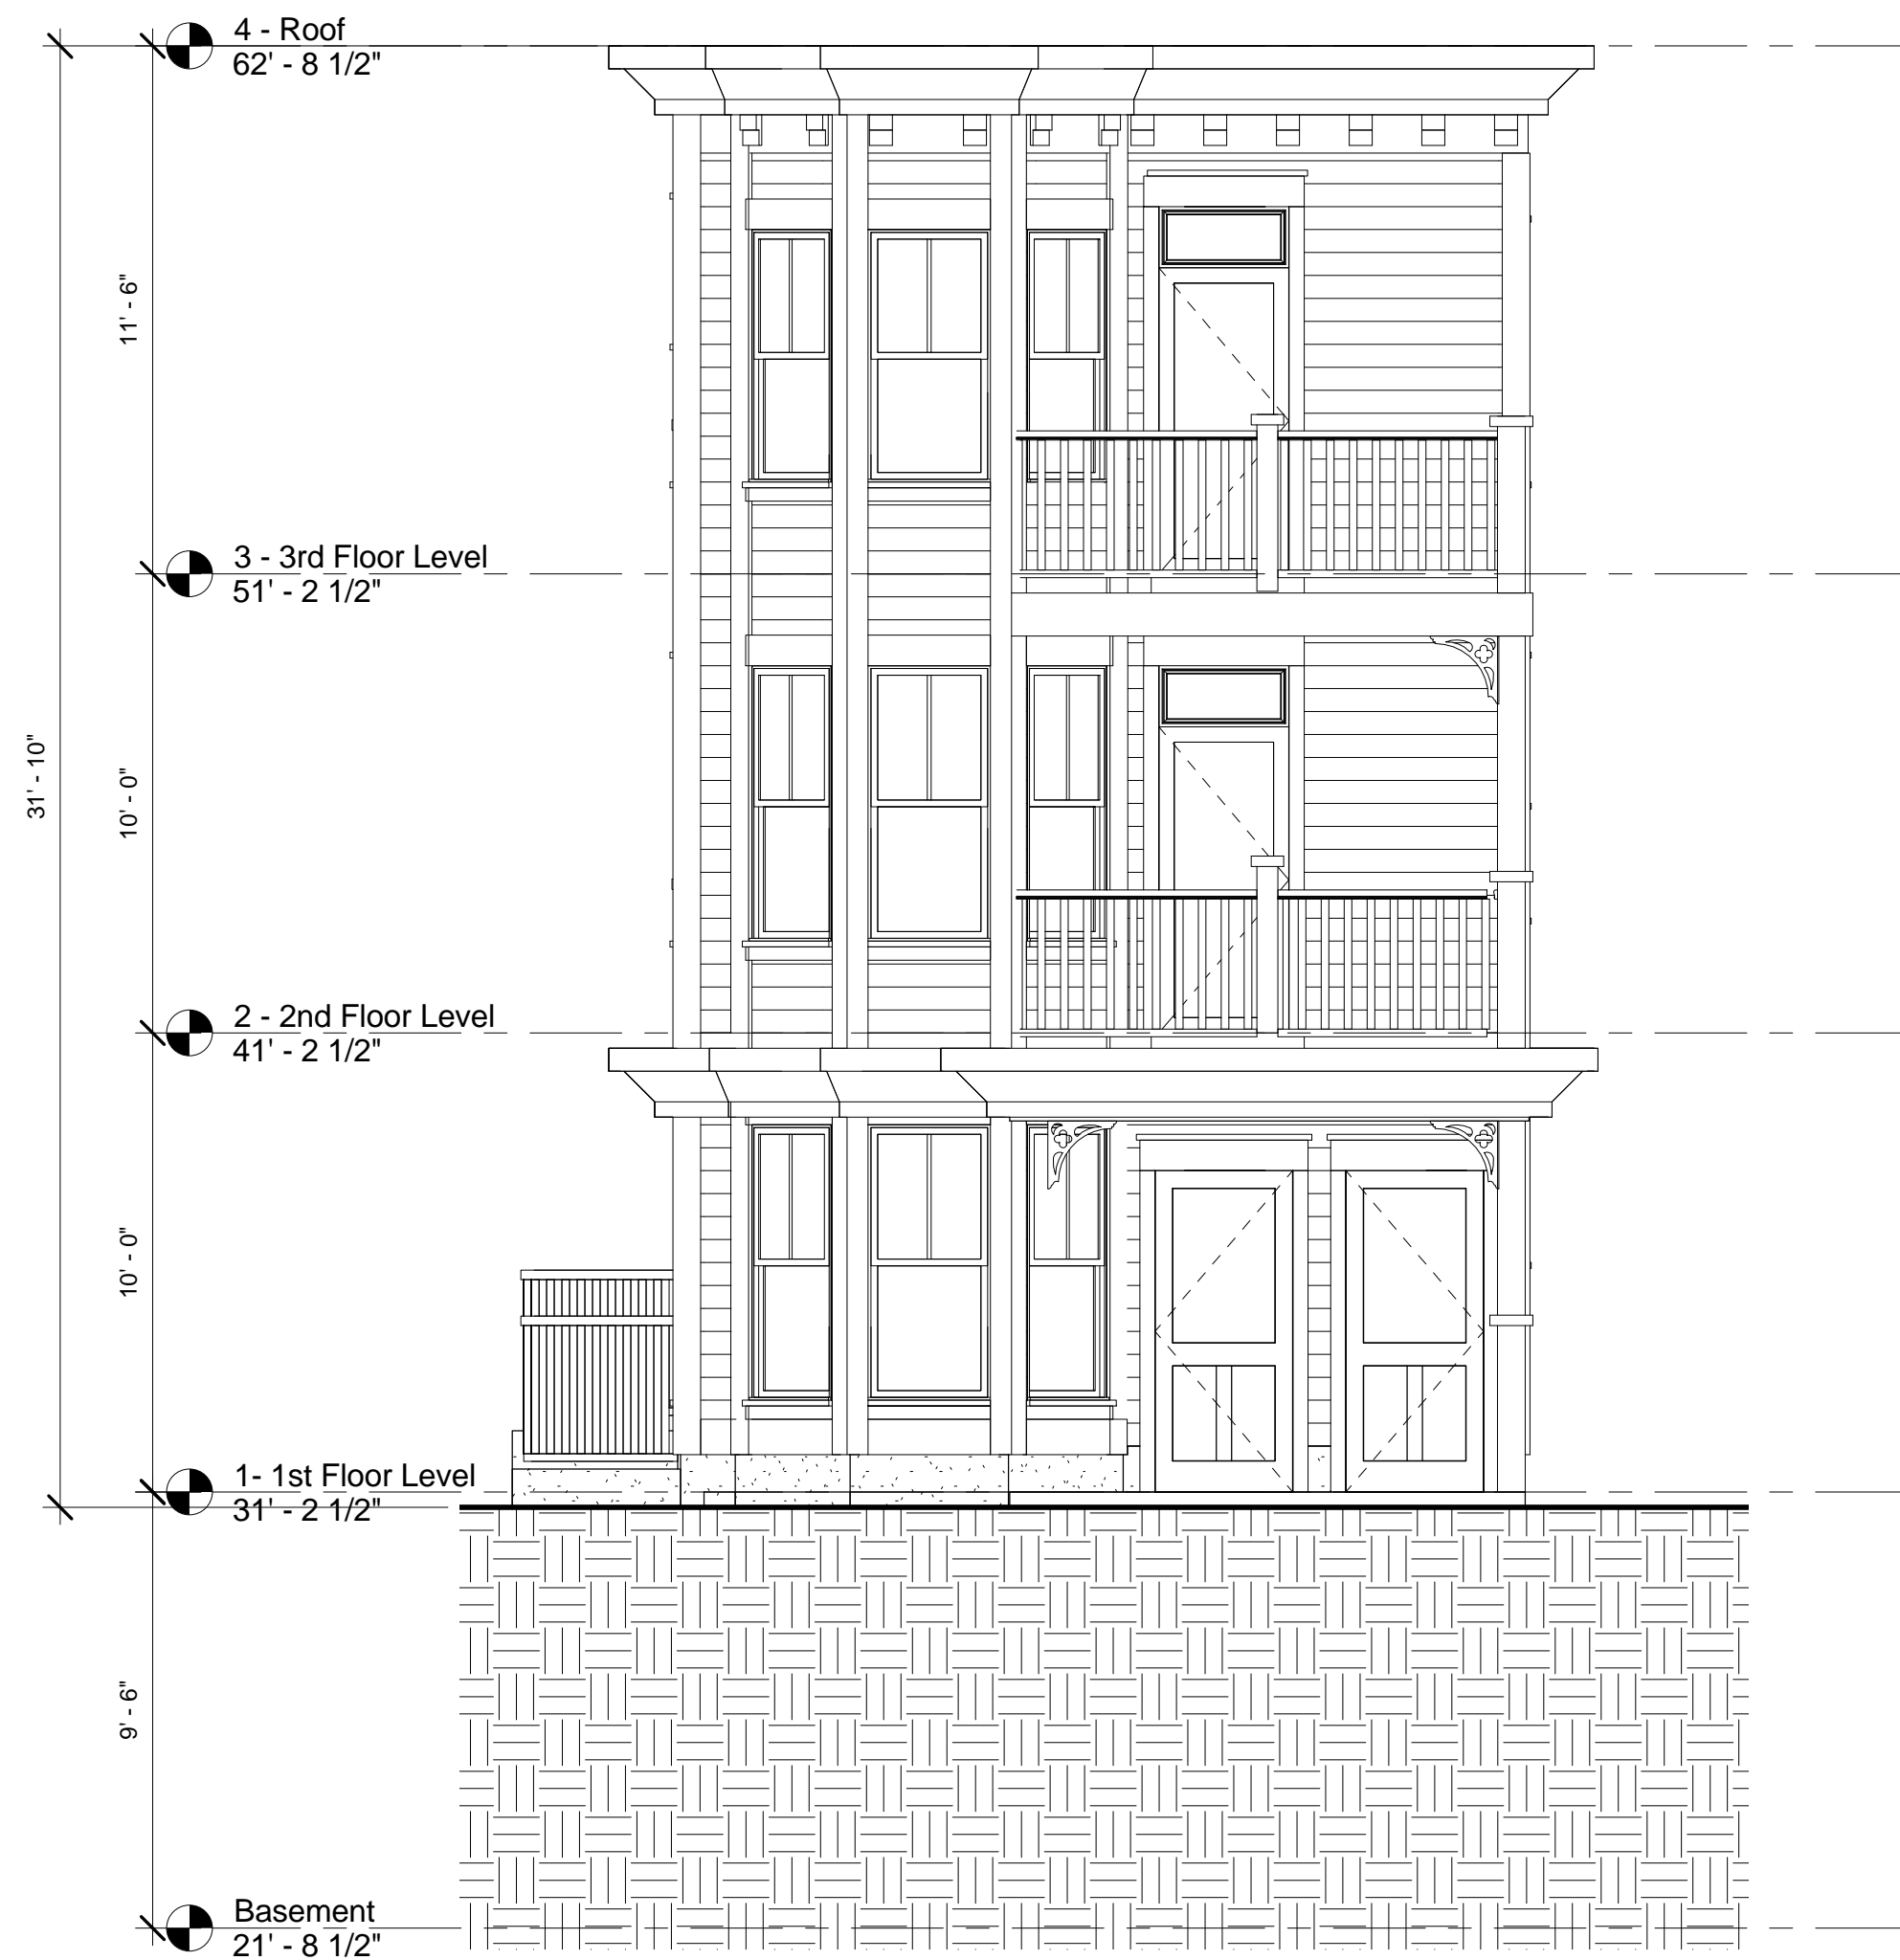 4 - Roof
62' - 8 1/2"
11' - 6"
3 - 3rd Floor Level
51' - 2 1/2"
31' - 10"
10' - 0"
2 - 2nd Floor Level
41' - 2 1/2"
10' - 0"
1- 1st Floor Level
31' - 2 1/2"
9' - 6"
Basement
21' - 8 1/2"